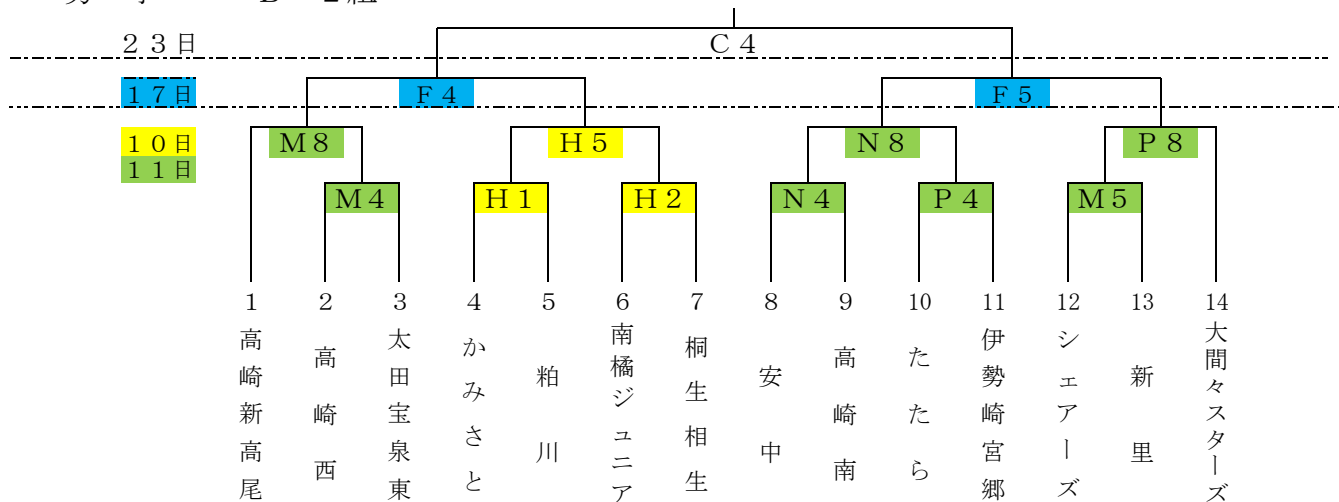 ２３日 Ｃ４
１７日 Ｆ４ Ｆ５
１０日 Ｍ８ Ｈ５ Ｎ８ Ｐ８
１１日
Ｍ４ Ｈ１ Ｈ２ Ｎ４ Ｐ４ Ｍ５
1 2 3 4 5 6 7 8 9 10 11 12 13 14
高崎新高尾
高崎西
太田宝泉東
かみさと
粕川
南橘ジュニア
桐生相生
安中
高崎南
たたら
伊勢崎宮郷
シェアーズ
新里
大間々スターズ